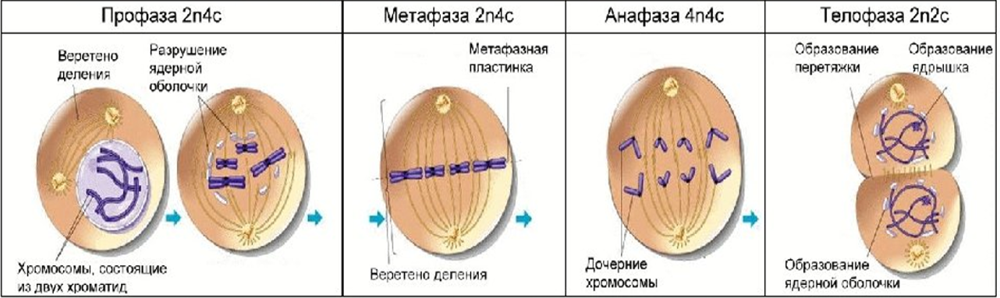 Профаза 2n4c
Метафаза 2n4c
Анафаза 4n4c
Телофаза 2n2c
Веретено
деления
Разрушение
ядерной
оболочки
Хромосомы, состоящие
из двух хроматид
Метафазная
пластинка
Веретено деления
Дочерние
хромосомы
Образование
перетяжки
Образование
ядрышка
Образование
ядерной оболочки